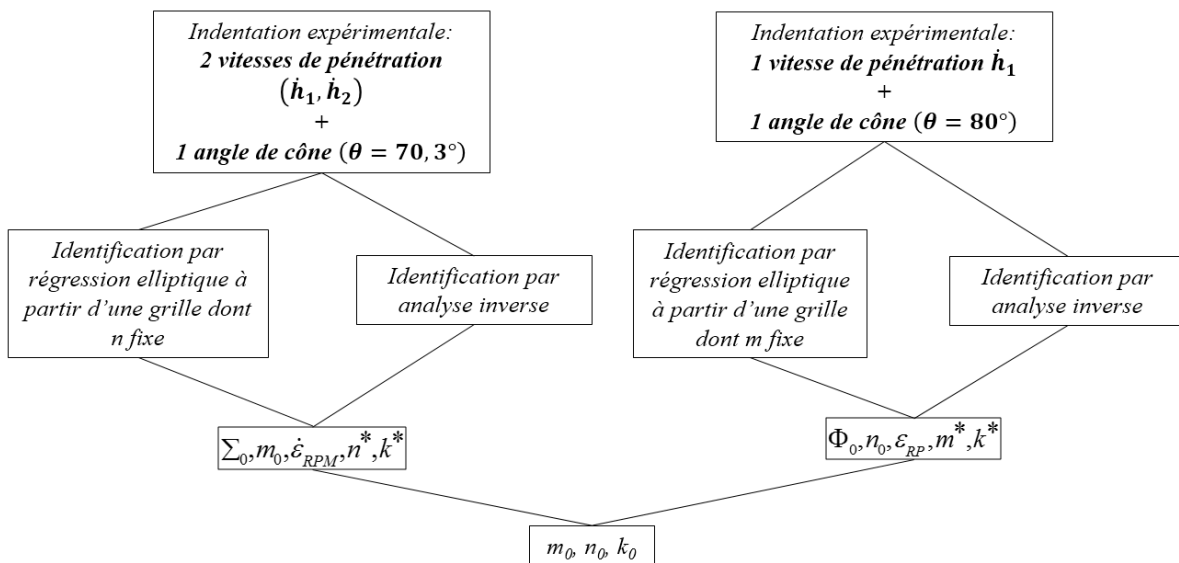 Indentation expérimentale:
2 vitesses de pénétration
(ḣ₁, ḣ₂)
+
1 angle de cône (θ = 70, 3°)
Indentation expérimentale:
1 vitesse de pénétration ḣ₁
+
1 angle de cône (θ = 80°)
Identification par
régression elliptique à
partir d'une grille dont
n fixe
Identification par
analyse inverse
Identification par
régression elliptique
à partir d'une grille
dont m fixe
Identification par
analyse inverse
Σ₀,m₀,ε̇_RPM,n*,k*
Φ₀,n₀,ε_RP,m*,k*
m₀, n₀, k₀